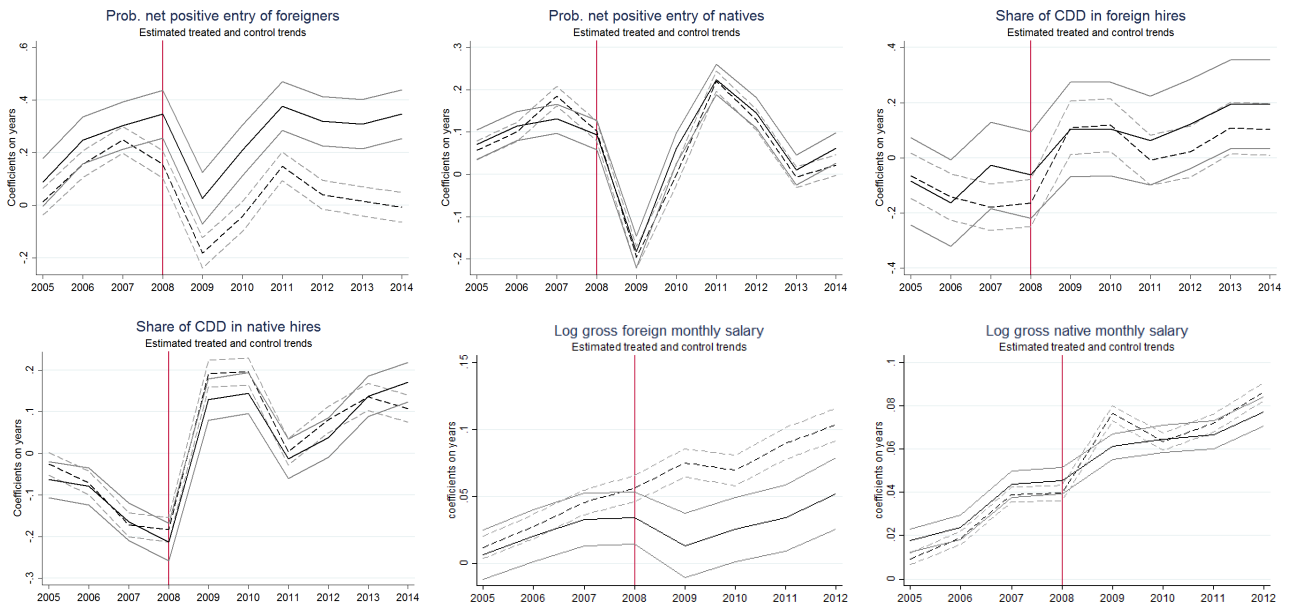 Prob. net positive entry of foreigners
Estimated treated and control trends
Coefficients on years
.6
.4
.2
0
-.2
2005 2006 2007 2008 2009 2010 2011 2012 2013 2014
Prob. net positive entry of natives
Estimated treated and control trends
Coefficients on years
.3
.2
.1
0
-.1
-.2
2005 2006 2007 2008 2009 2010 2011 2012 2013 2014
Share of CDD in foreign hires
Estimated treated and control trends
Coefficients on years
.4
.2
0
-.2
-.4
2005 2006 2007 2008 2009 2010 2011 2012 2013 2014
Share of CDD in native hires
Estimated treated and control trends
Coefficients on years
.2
.1
0
.1
.2
.3
2005 2006 2007 2008 2009 2010 2011 2012 2013 2014
Log gross foreign monthly salary
Estimated treated and control trends
coefficients on years
.15
.1
.05
0
2005 2006 2007 2008 2009 2010 2011 2012
Log gross native monthly salary
Estimated treated and control trends
coefficients on years
.1
.08
.06
.04
.02
0
2005 2006 2007 2008 2009 2010 2011 2012